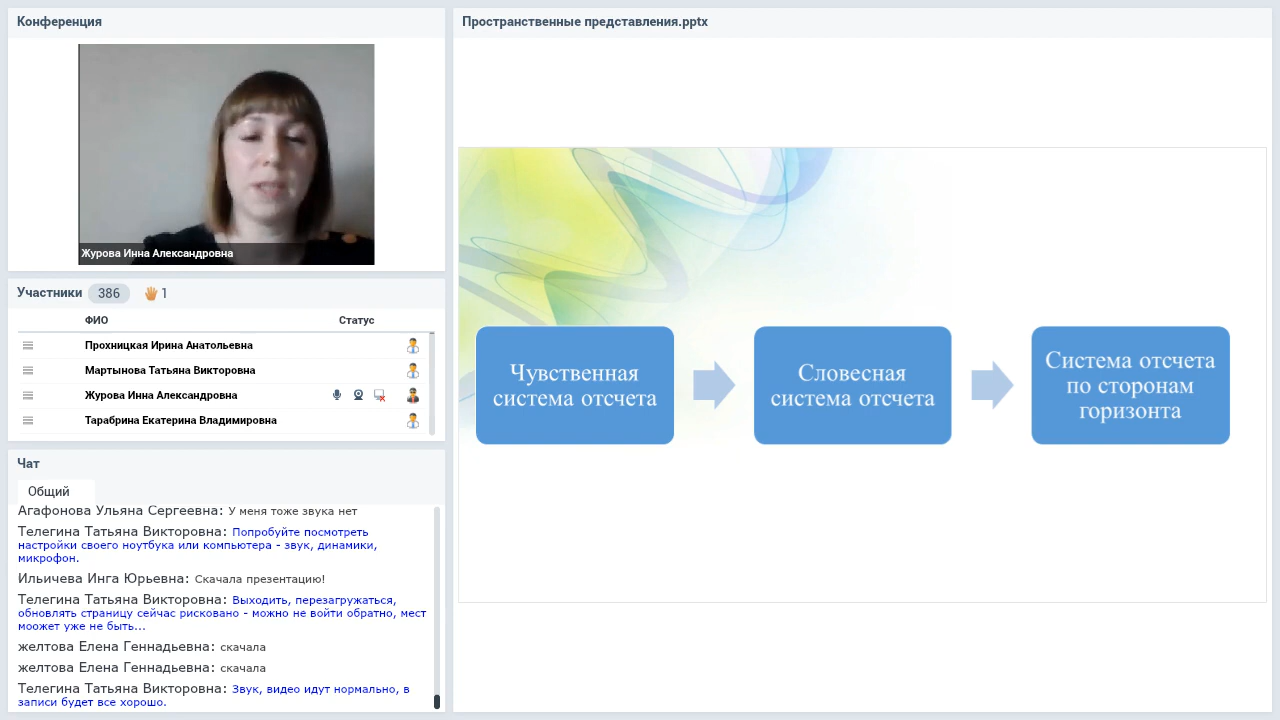 Конференция
Журова Инна Александровна
Участники 386 1
ФИО Статус
Прохницкая Ирина Анатольевна
Мартынова Татьяна Викторовна
Журова Инна Александровна
Тарабрина Екатерина Владимировна
Чат
Общий
Агафонова Ульяна Сергеевна: У меня тоже звука нет
Телегина Татьяна Викторовна: Попробуйте посмотреть
настройки своего ноутбука или компьютера - звук, динамики,
микрофон.
Ильичева Инга Юрьевна: Скачала презентацию!
Телегина Татьяна Викторовна: Выходить, перезагружаться,
обновлять страницу сейчас рисковано - можно не войти обратно, мест
моожет уже не быть...
желтова Елена Геннадьевна: скачала
желтова Елена Геннадьевна: скачала
Телегина Татьяна Викторовна: Звук, видео идут нормально, в
записи будет все хорошо.
Пространственные представления.pptx
Чувственная
система отсчета
Словесная
система отсчета
Система отсчета
по сторонам
горизонта